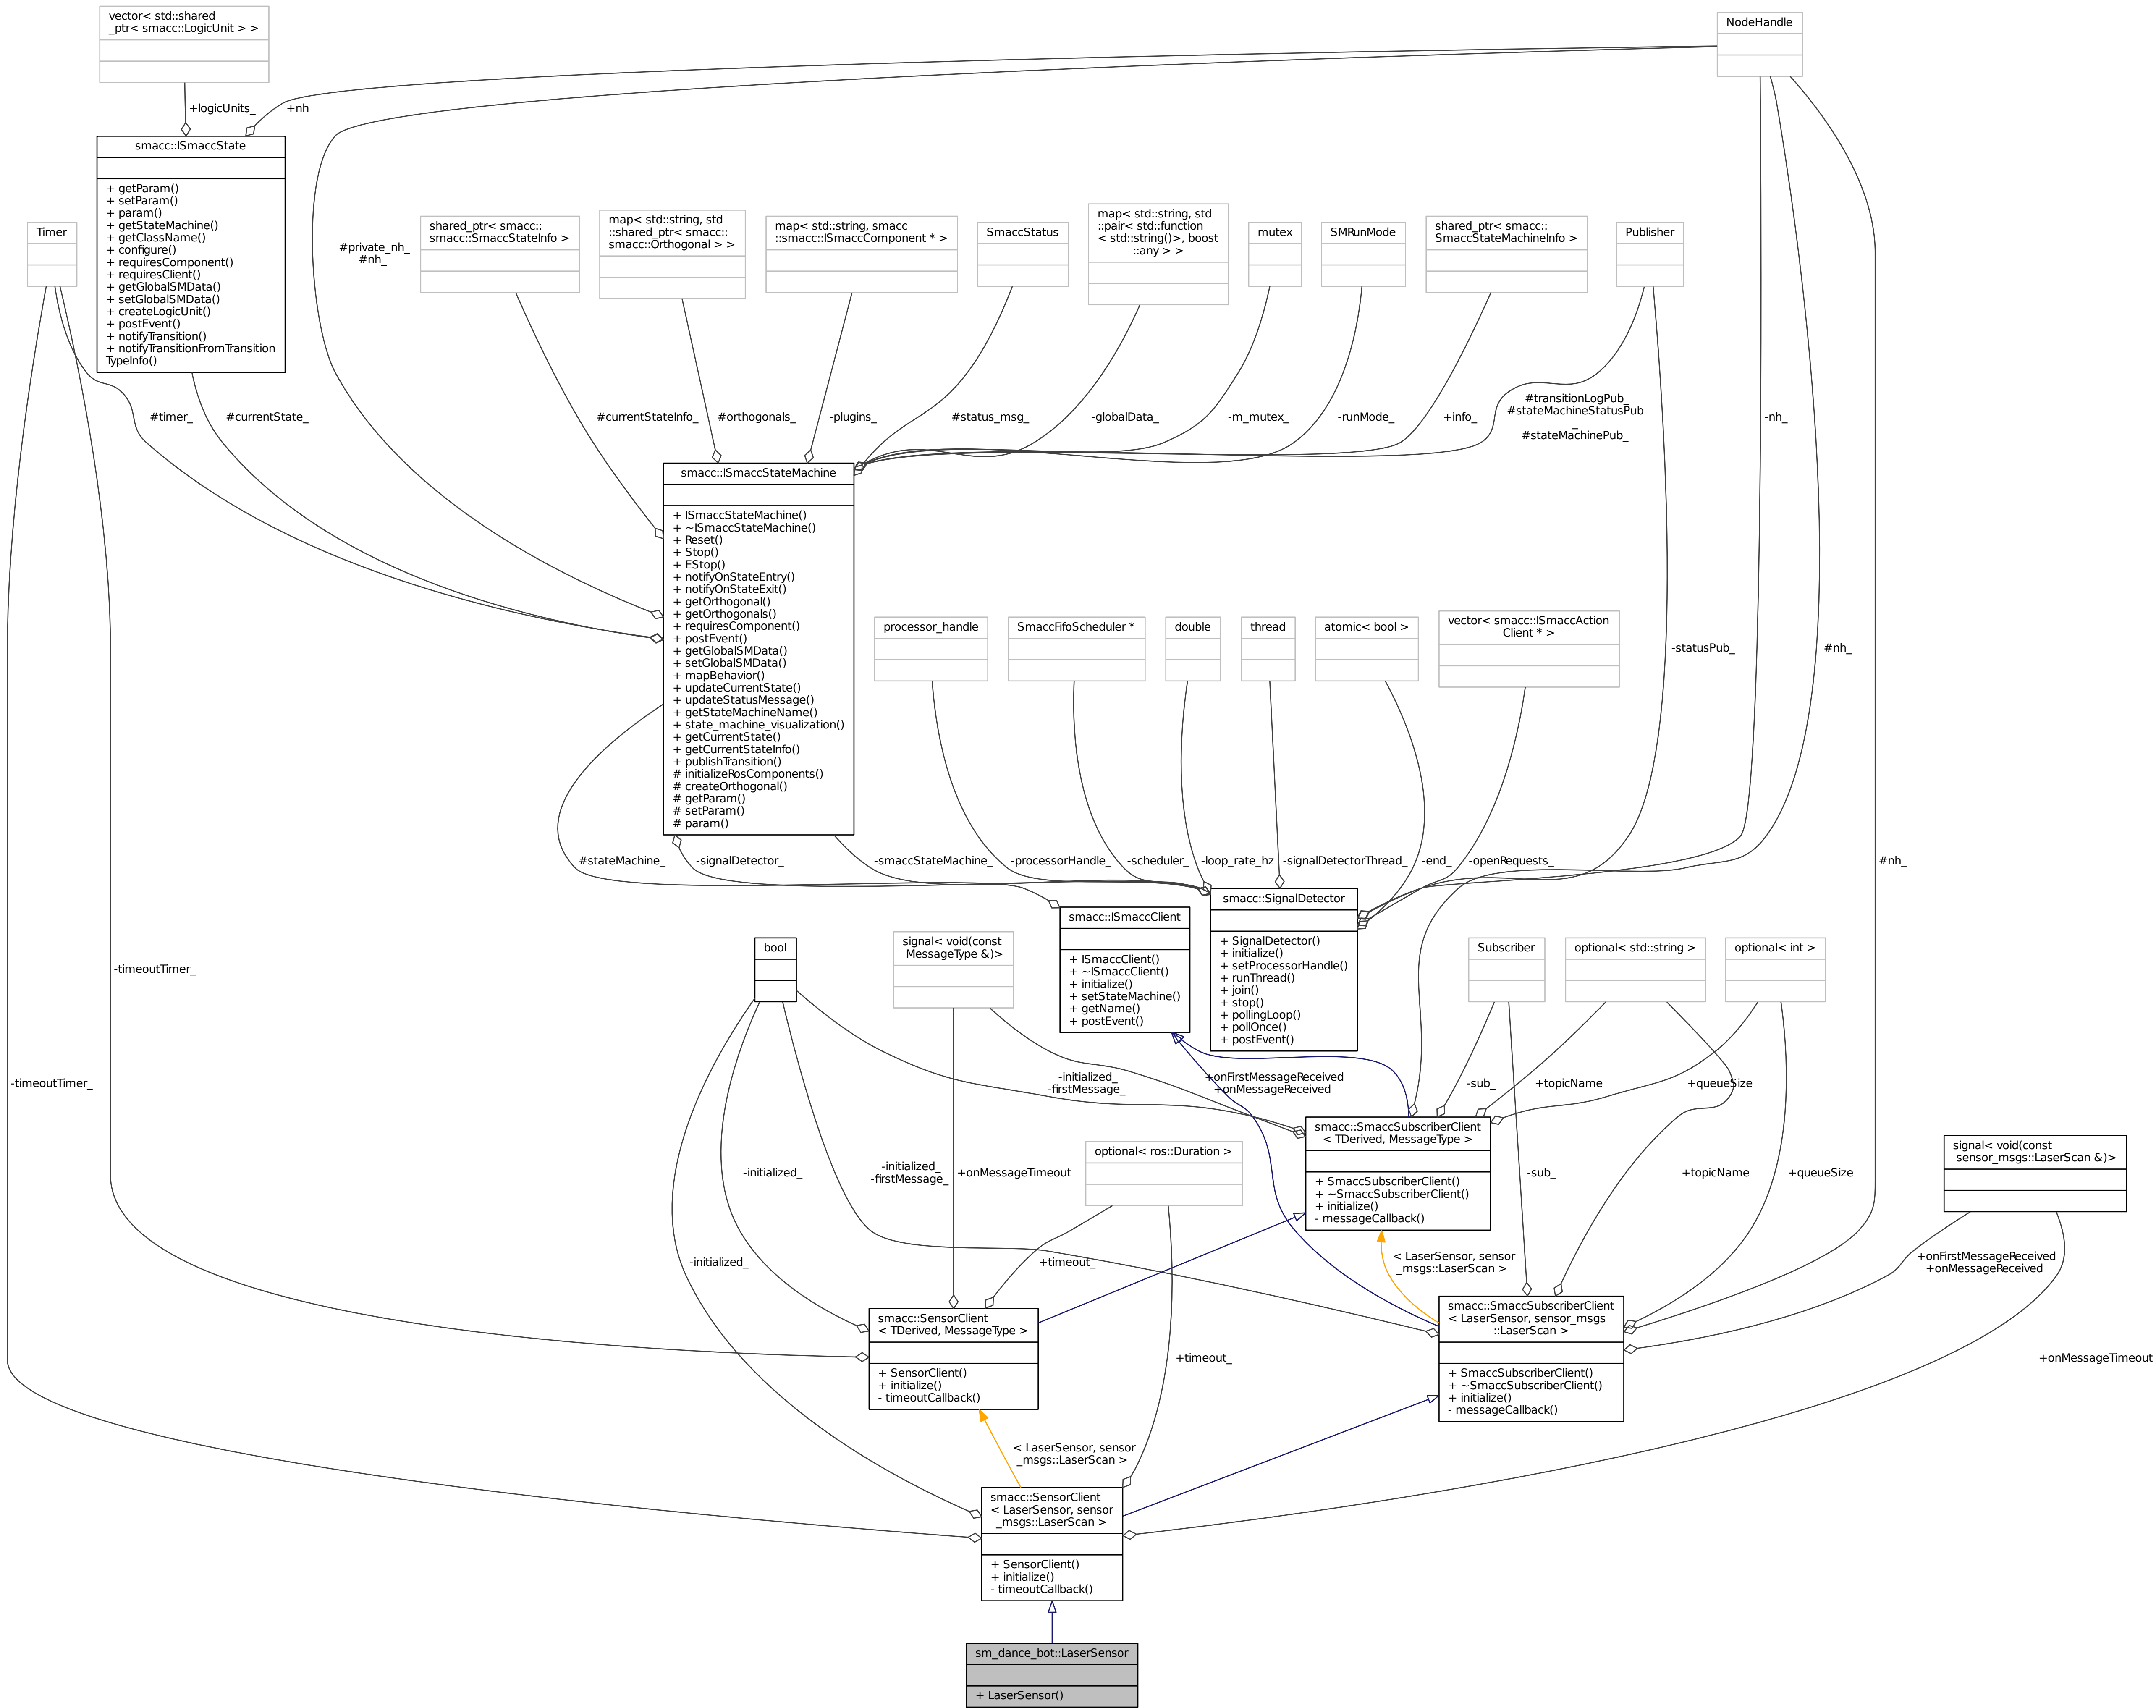 vector< std::shared
_ptr< smacc::LogicUnit > >
NodeHandle
+logicUnits_
+nh
smacc::ISmaccState
+ getParam()
+ setParam()
+ param()
+ getStateMachine()
+ getClassName()
+ configure()
+ requiresComponent()
+ requiresClient()
+ getGlobalSMData()
+ setGlobalSMData()
+ createLogicUnit()
+ postEvent()
+ notifyTransition()
+ notifyTransitionFromTransition
TypeInfo()
Timer
#private_nh_
#nh_
shared_ptr< smacc::
smacc::SmaccStateInfo >
map< std::string, std
::shared_ptr< smacc::
smacc::Orthogonal > >
map< std::string, smacc
::smacc::ISmaccComponent * >
SmaccStatus
map< std::string, std
::pair< std::function
< std::string()>, boost
::any > >
mutex
SMRunMode
shared_ptr< smacc::
SmaccStateMachineInfo >
Publisher
#timer_
#currentState_
#currentStateInfo_
#orthogonals_
-plugins_
#status_msg_
-globalData_
-m_mutex_
-runMode_
+info_
#transitionLogPub_
#stateMachineStatusPub
_
#stateMachinePub_
-nh_
smacc::ISmaccStateMachine
+ ISmaccStateMachine()
+ ~ISmaccStateMachine()
+ Reset()
+ Stop()
+ EStop()
+ notifyOnStateEntry()
+ notifyOnStateExit()
+ getOrthogonal()
+ getOrthogonals()
+ requiresComponent()
+ postEvent()
+ getGlobalSMData()
+ setGlobalSMData()
+ mapBehavior()
+ updateCurrentState()
+ updateStatusMessage()
+ getStateMachineName()
+ state_machine_visualization()
+ getCurrentState()
+ getCurrentStateInfo()
+ publishTransition()
# initializeRosComponents()
# createOrthogonal()
# getParam()
# setParam()
# param()
processor_handle
SmaccFifoScheduler *
double
thread
atomic< bool >
vector< smacc::ISmaccAction
Client * >
-statusPub_
#nh_
#stateMachine_
-signalDetector_
-smaccStateMachine_
-processorHandle_
-scheduler_
-loop_rate_hz
-signalDetectorThread_
-end_
-openRequests_
#nh_
smacc::ISmaccClient
+ ISmaccClient()
+ ~ISmaccClient()
+ initialize()
+ setStateMachine()
+ getName()
+ postEvent()
smacc::SignalDetector
+ SignalDetector()
+ initialize()
+ setProcessorHandle()
+ runThread()
+ join()
+ stop()
+ pollingLoop()
+ pollOnce()
+ postEvent()
bool
signal< void(const
MessageType &)>
Subscriber
optional< std::string >
optional< int >
-timeoutTimer_
-timeoutTimer_
-initialized_
-firstMessage_
+onFirstMessageReceived
+onMessageReceived
-sub_
+topicName
+queueSize
smacc::SmaccSubscriberClient
< TDerived, MessageType >
+ SmaccSubscriberClient()
+ ~SmaccSubscriberClient()
+ initialize()
- messageCallback()
optional< ros::Duration >
signal< void(const
sensor_msgs::LaserScan &)>
-initialized_
-initialized_
-firstMessage_
+onMessageTimeout
-sub_
+topicName
+queueSize
-initialized_
+timeout_
< LaserSensor, sensor
_msgs::LaserScan >
+onFirstMessageReceived
+onMessageReceived
smacc::SensorClient
< TDerived, MessageType >
+ SensorClient()
+ initialize()
- timeoutCallback()
smacc::SmaccSubscriberClient
< LaserSensor, sensor_msgs
::LaserScan >
+ SmaccSubscriberClient()
+ ~SmaccSubscriberClient()
+ initialize()
- messageCallback()
+timeout_
+onMessageTimeout
< LaserSensor, sensor
_msgs::LaserScan >
smacc::SensorClient
< LaserSensor, sensor
_msgs::LaserScan >
+ SensorClient()
+ initialize()
- timeoutCallback()
sm_dance_bot::LaserSensor
+ LaserSensor()